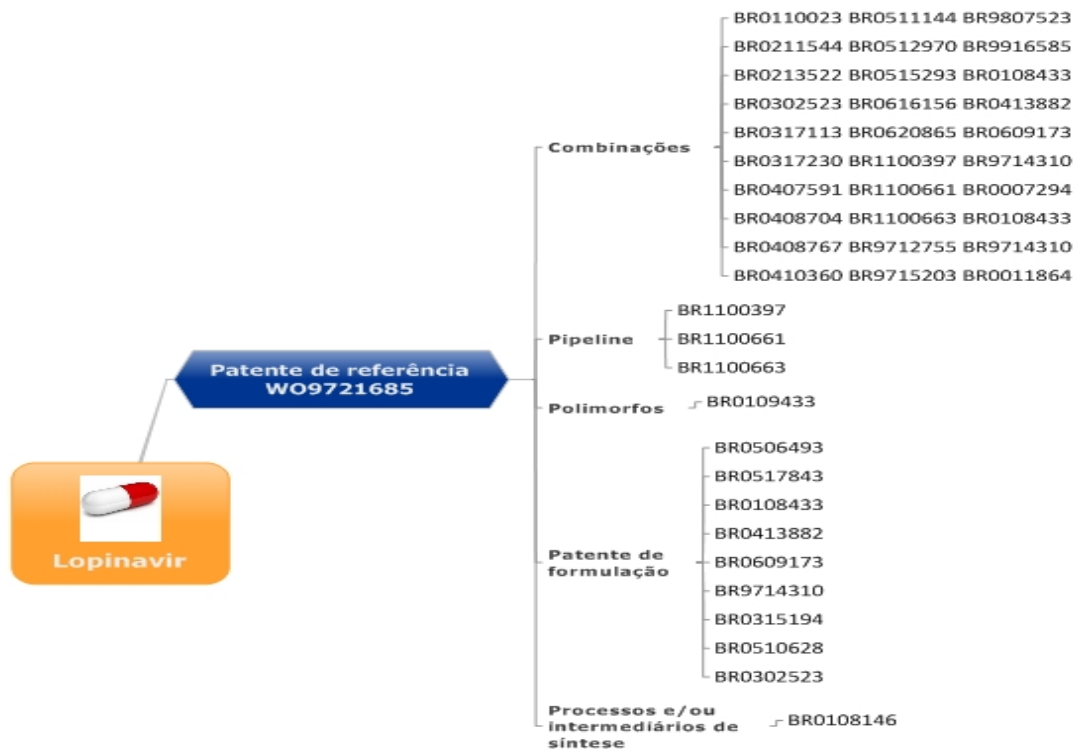 Lopinavir
Patente de referência
WO9721685
Combinações
BR0110023 BR0511144 BR9807523
BR0211544 BR0512970 BR9916585
BR0213522 BR0515293 BR0108433
BR0302523 BR0616156 BR0413882
BR0317113 BR0620865 BR0609173
BR0317230 BR1100397 BR9714310
BR0407591 BR1100661 BR0007294
BR0408704 BR1100663 BR0108433
BR0408767 BR9712755 BR9714310
BR0410360 BR9715203 BR0011864
Pipeline
BR1100397
BR1100661
BR1100663
Polimorfos
BR0109433
Patente de
formulação
BR0506493
BR0517843
BR0108433
BR0413882
BR0609173
BR9714310
BR0315194
BR0510628
BR0302523
Processos e/ou
intermediários de
síntese
BR0108146